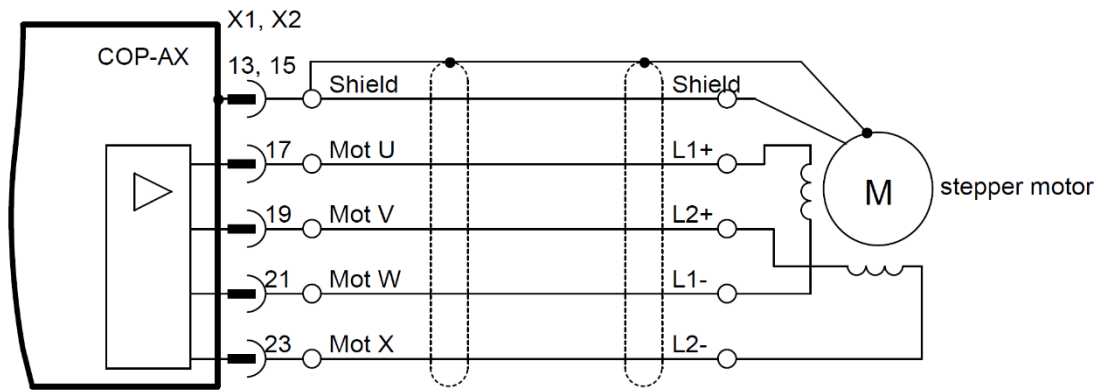 X1, X2
COP-AX
13, 15
Shield
Shield
17
Mot U
L1+
19
Mot V
L2+
M
stepper motor
21
Mot W
L1-
23
Mot X
L2-